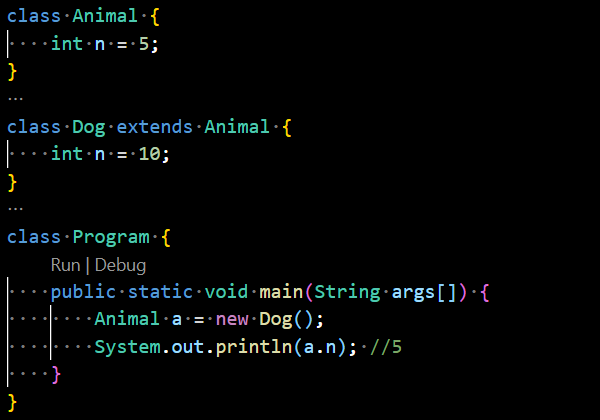 class Animal {
    int n = 5;
}
...
class Dog extends Animal {
    int n = 10;
}
...
class Program {
    Run | Debug
    public static void main(String args[]) {
        Animal a = new Dog();
        System.out.println(a.n); //5
    }
}